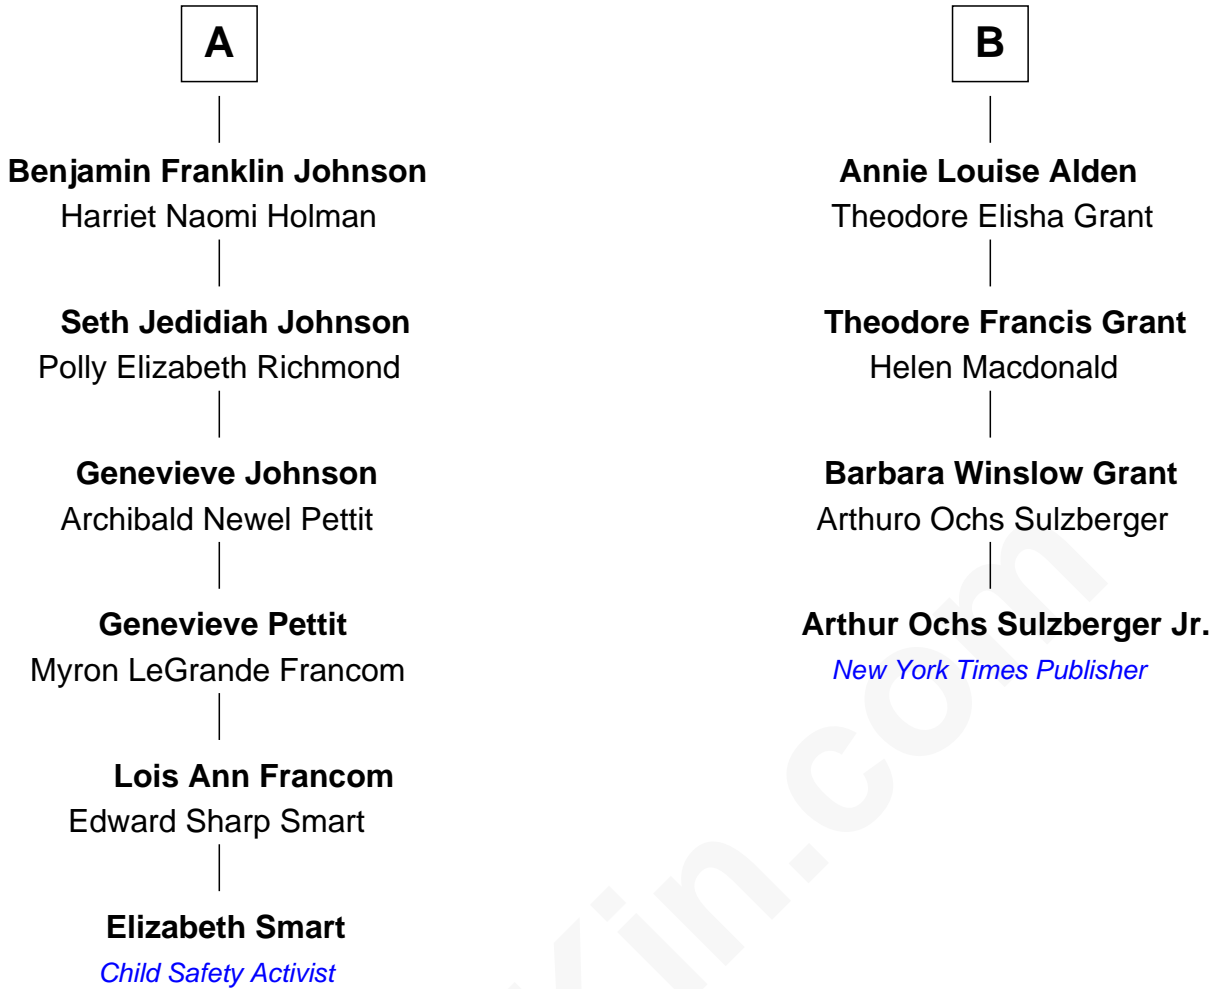 A
Benjamin Franklin Johnson
Harriet Naomi Holman
Seth Jedidiah Johnson
Polly Elizabeth Richmond
Genevieve Johnson
Archibald Newel Pettit
Genevieve Pettit
Myron LeGrande Francom
Lois Ann Francom
Edward Sharp Smart
Elizabeth Smart
Child Safety Activist
B
Annie Louise Alden
Theodore Elisha Grant
Theodore Francis Grant
Helen Macdonald
Barbara Winslow Grant
Arthuro Ochs Sulzberger
Arthur Ochs Sulzberger Jr.
New York Times Publisher
Kin.com